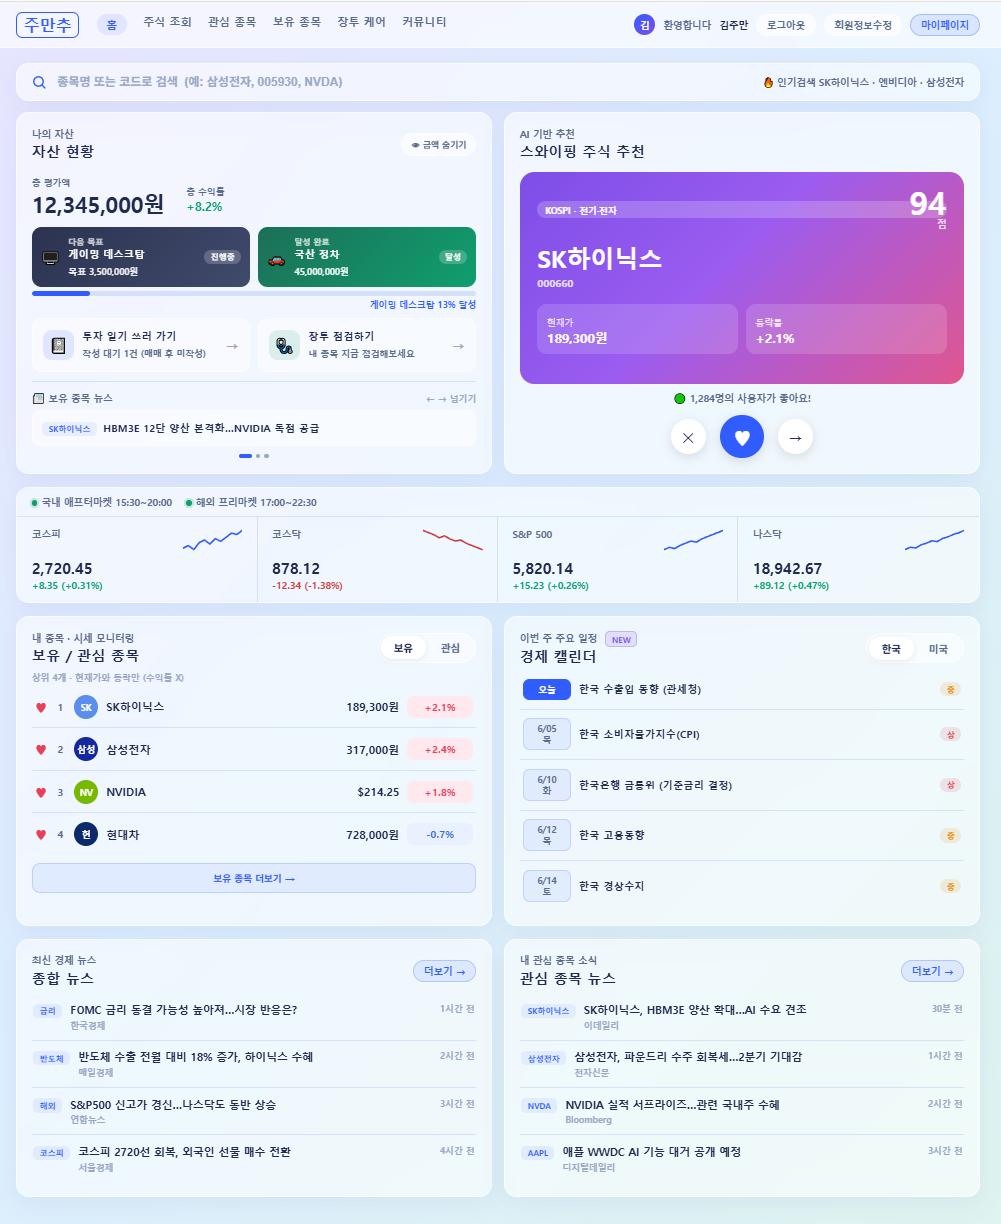 주만추
홈 주식 조회 관심 종목 보유 종목 장투 케어 커뮤니티
김 환영합니다 김주만 로그아웃 회원정보수정 마이페이지
종목명 또는 코드로 검색 (예: 삼성전자, 005930, NVDA)
인기검색 SK하이닉스 · 엔비디아 · 삼성전자
나의 자산
자산 현황
금액 숨기기
총 평가액
12,345,000원
총 수익률
+8.2%
다음 목표
게이밍 데스크탑
목표 3,500,000원
진행중
달성 완료
국산 정차
45,000,000원
달성
게이밍 데스크탑 13% 달성
투자 일기 쓰러 가기
작성 대기 1건 (매매 후 미작성)
→
장투 점검하기
내 종목 지금 점검해보세요
→
보유 종목 뉴스
← → 넘기기
SK하이닉스 HBM3E 12단 양산 본격화…NVIDIA 독점 공급
AI 기반 추천
스와이핑 주식 추천
KOSPI · 전기·전자
94
점
SK하이닉스
000660
현재가
189,300원
등락률
+2.1%
1,284명의 사용자가 좋아요!
× ♥ →
국내 애프터마켓 15:30~20:00 해외 프리마켓 17:00~22:30
코스피
2,720.45
+8.35 (+0.31%)
코스닥
878.12
-12.34 (-1.38%)
S&P 500
5,820.14
+15.23 (+0.26%)
나스닥
18,942.67
+89.12 (+0.47%)
내 종목 · 시세 모니터링
보유 / 관심 종목
보유 관심
상위 4개 · 현재가와 등락만 (수익률 X)
♥ 1 SK SK하이닉스 189,300원 +2.1%
♥ 2 삼성 삼성전자 317,000원 +2.4%
♥ 3 NV NVIDIA $214.25 +1.8%
♥ 4 현 현대차 728,000원 -0.7%
보유 종목 더보기 →
이번 주 주요 일정 NEW
경제 캘린더
한국 미국
오늘 한국 수출입 동향 (관세청) 중
6/05
목
한국 소비자물가지수(CPI) 상
6/10
화
한국은행 금통위 (기준금리 결정) 상
6/12
목
한국 고용동향 중
6/14
토
한국 경상수지 중
최신 경제 뉴스
종합 뉴스
더보기 →
금리 FOMC 금리 동결 가능성 높아져…시장 반응은? 1시간 전
한국경제
반도체 반도체 수출 전월 대비 18% 증가, 하이닉스 수혜 2시간 전
매일경제
해외 S&P500 신고가 경신…나스닥도 동반 상승 3시간 전
연합뉴스
코스피 코스피 2720선 회복, 외국인 선물 매수 전환 4시간 전
서울경제
내 관심 종목 소식
관심 종목 뉴스
더보기 →
SK하이닉스 SK하이닉스, HBM3E 양산 확대…AI 수요 견조 30분 전
이데일리
삼성전자 삼성전자, 파운드리 수주 회복세…2분기 기대감 1시간 전
전자신문
NVDA NVIDIA 실적 서프라이즈…관련 국내주 수혜 2시간 전
Bloomberg
AAPL 애플 WWDC AI 기능 대거 공개 예정 3시간 전
디지털데일리